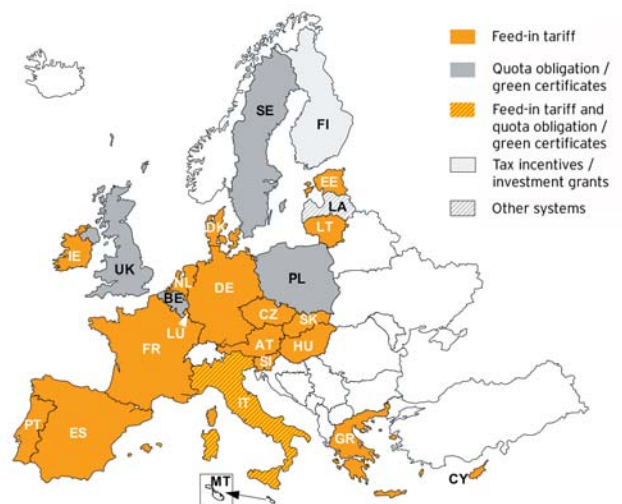 Feed-in tariff
Quota obligation /
green certificates
Feed-in tariff and
quota obligation /
green certificates
Tax incentives /
investment grants
Other systems
SE
FI
EE
LA
LT
DK
IE
UK
NL
BE
DE
PL
LU
CZ
SK
FR
AT
HU
SI
IT
PT
ES
GR
CY
MT